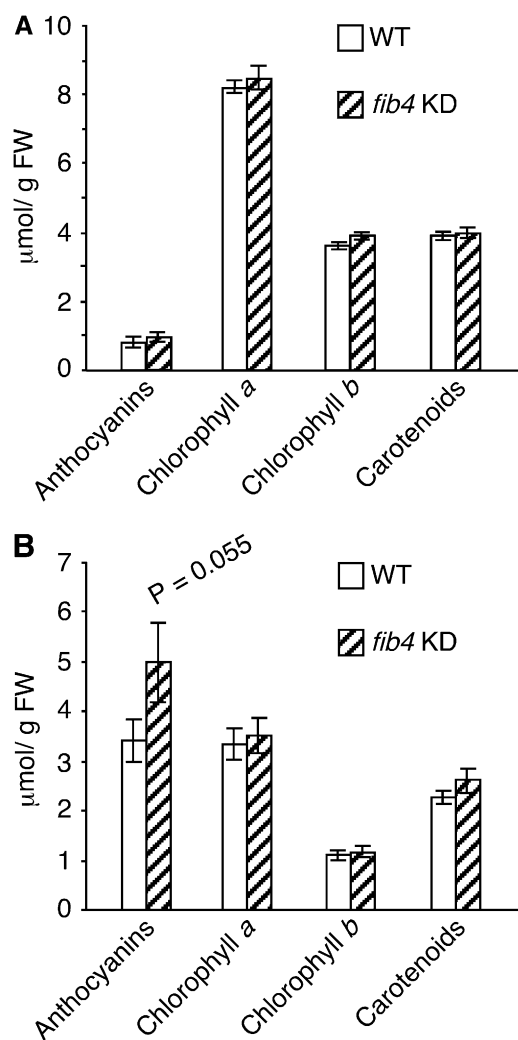 A
10
8
6
4
2
0
µmol/ g FW
WT
fib4 KD
Anthocyanins
Chlorophyll a
Chlorophyll b
Carotenoids
B
7
6
5
4
3
2
1
0
µmol/ g FW
P = 0.055
WT
fib4 KD
Anthocyanins
Chlorophyll a
Chlorophyll b
Carotenoids